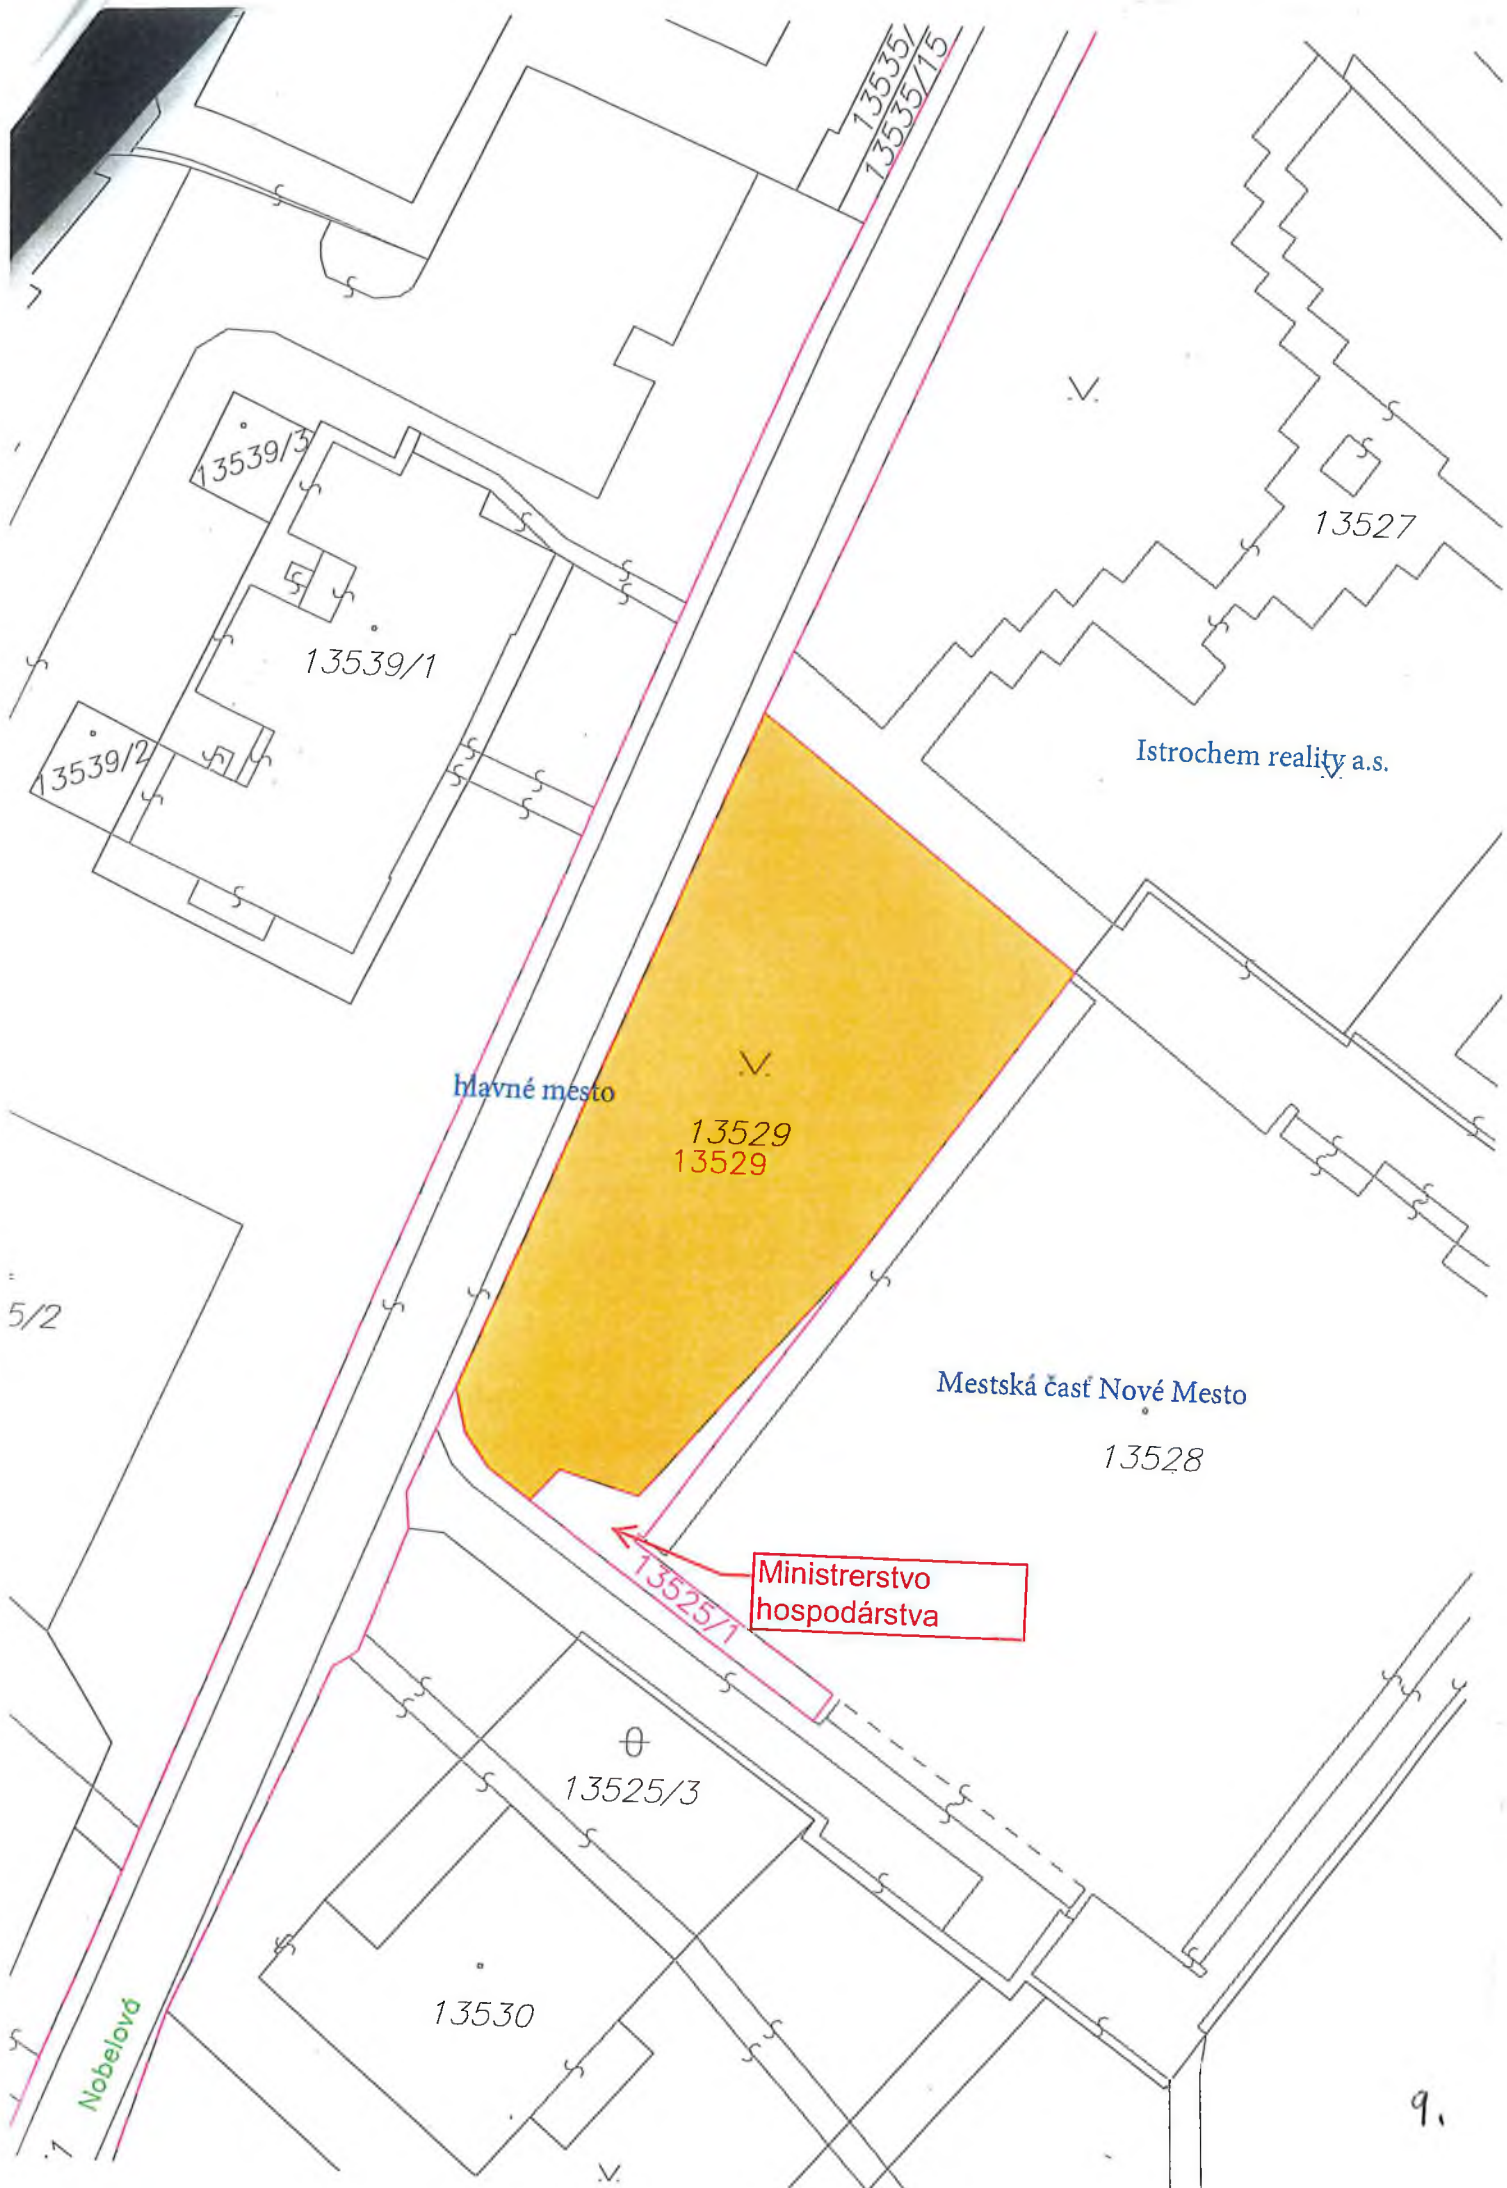 13535/
13535/15
13539/3
13527
13539/1
13539/2
Istrochem reality a.s.
hlavné mesto
13529
13529
5/2
Mestská časť Nové Mesto
13528
Ministrerstvo
hospodárstva
13525/1
13525/3
13530
Nobelová
9.